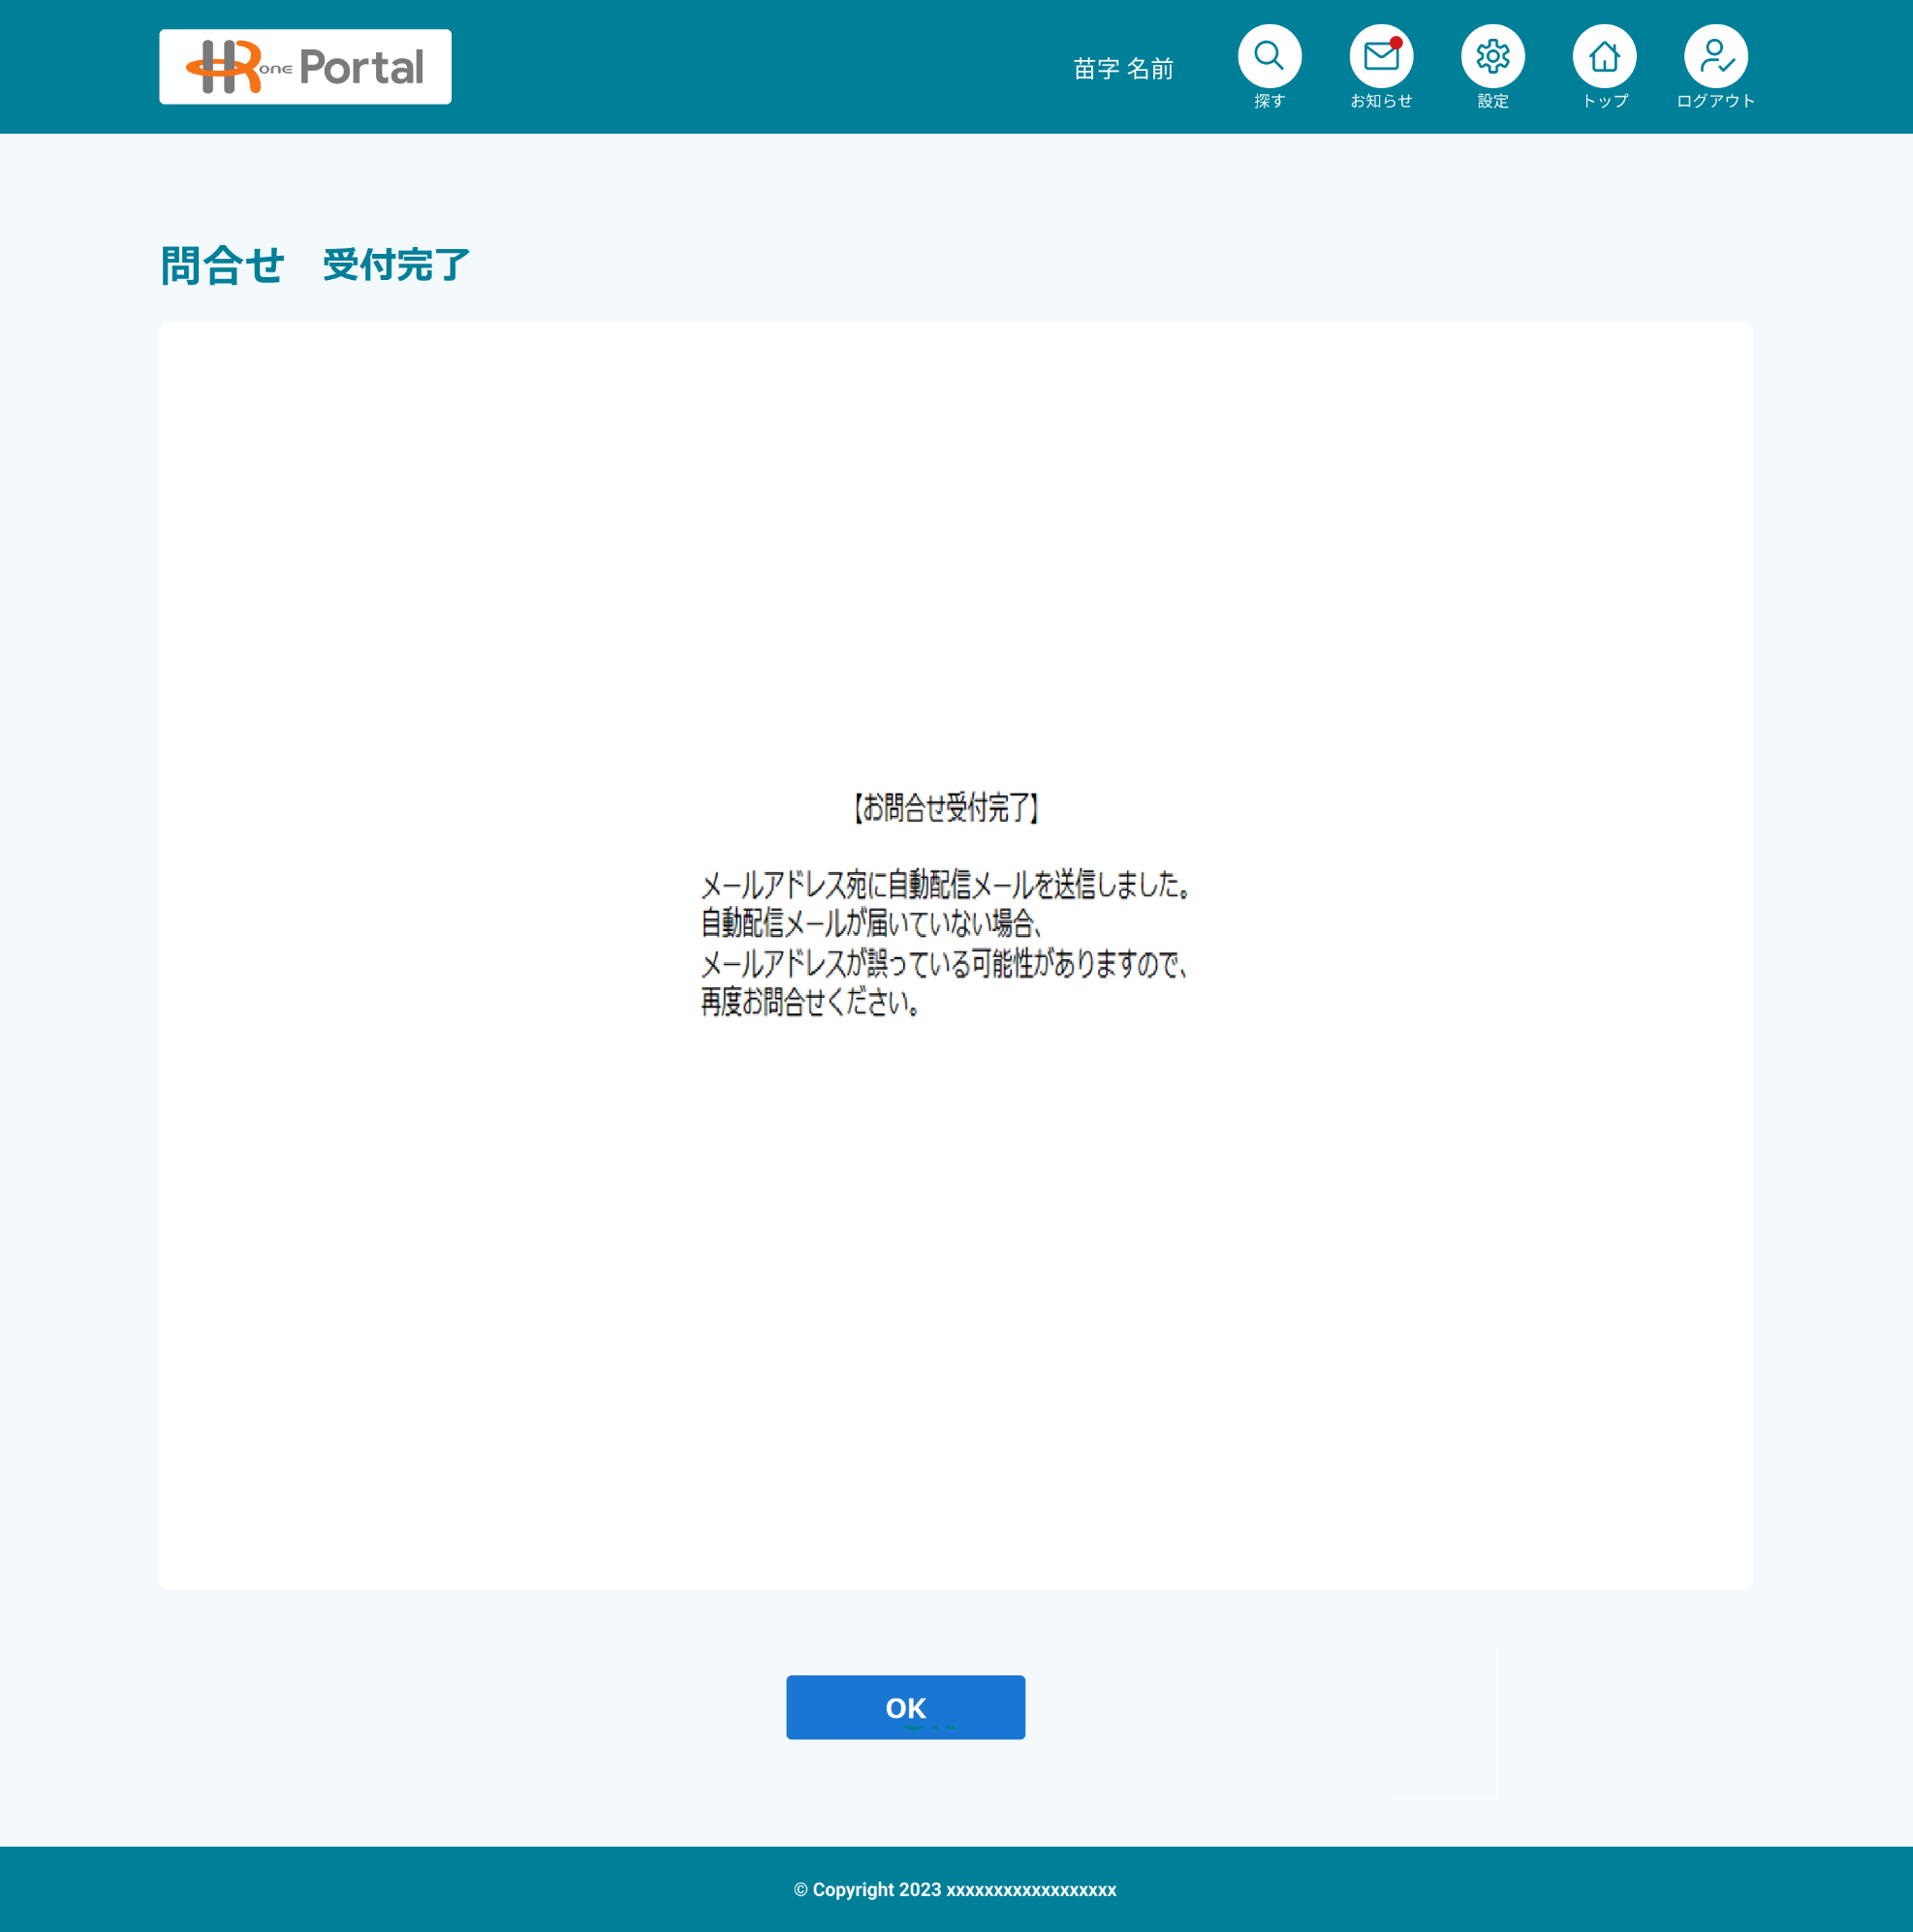 HR one Portal
苗字 名前
探す
お知らせ
設定
トップ
ログアウト
問合せ 受付完了
【お問合せ受付完了】
メールアドレス宛に自動配信メールを送信しました。
自動配信メールが届いていない場合、
メールアドレスが誤っている可能性がありますので、
再度お問合せください。
OK
© Copyright 2023 xxxxxxxxxxxxxxxxxx